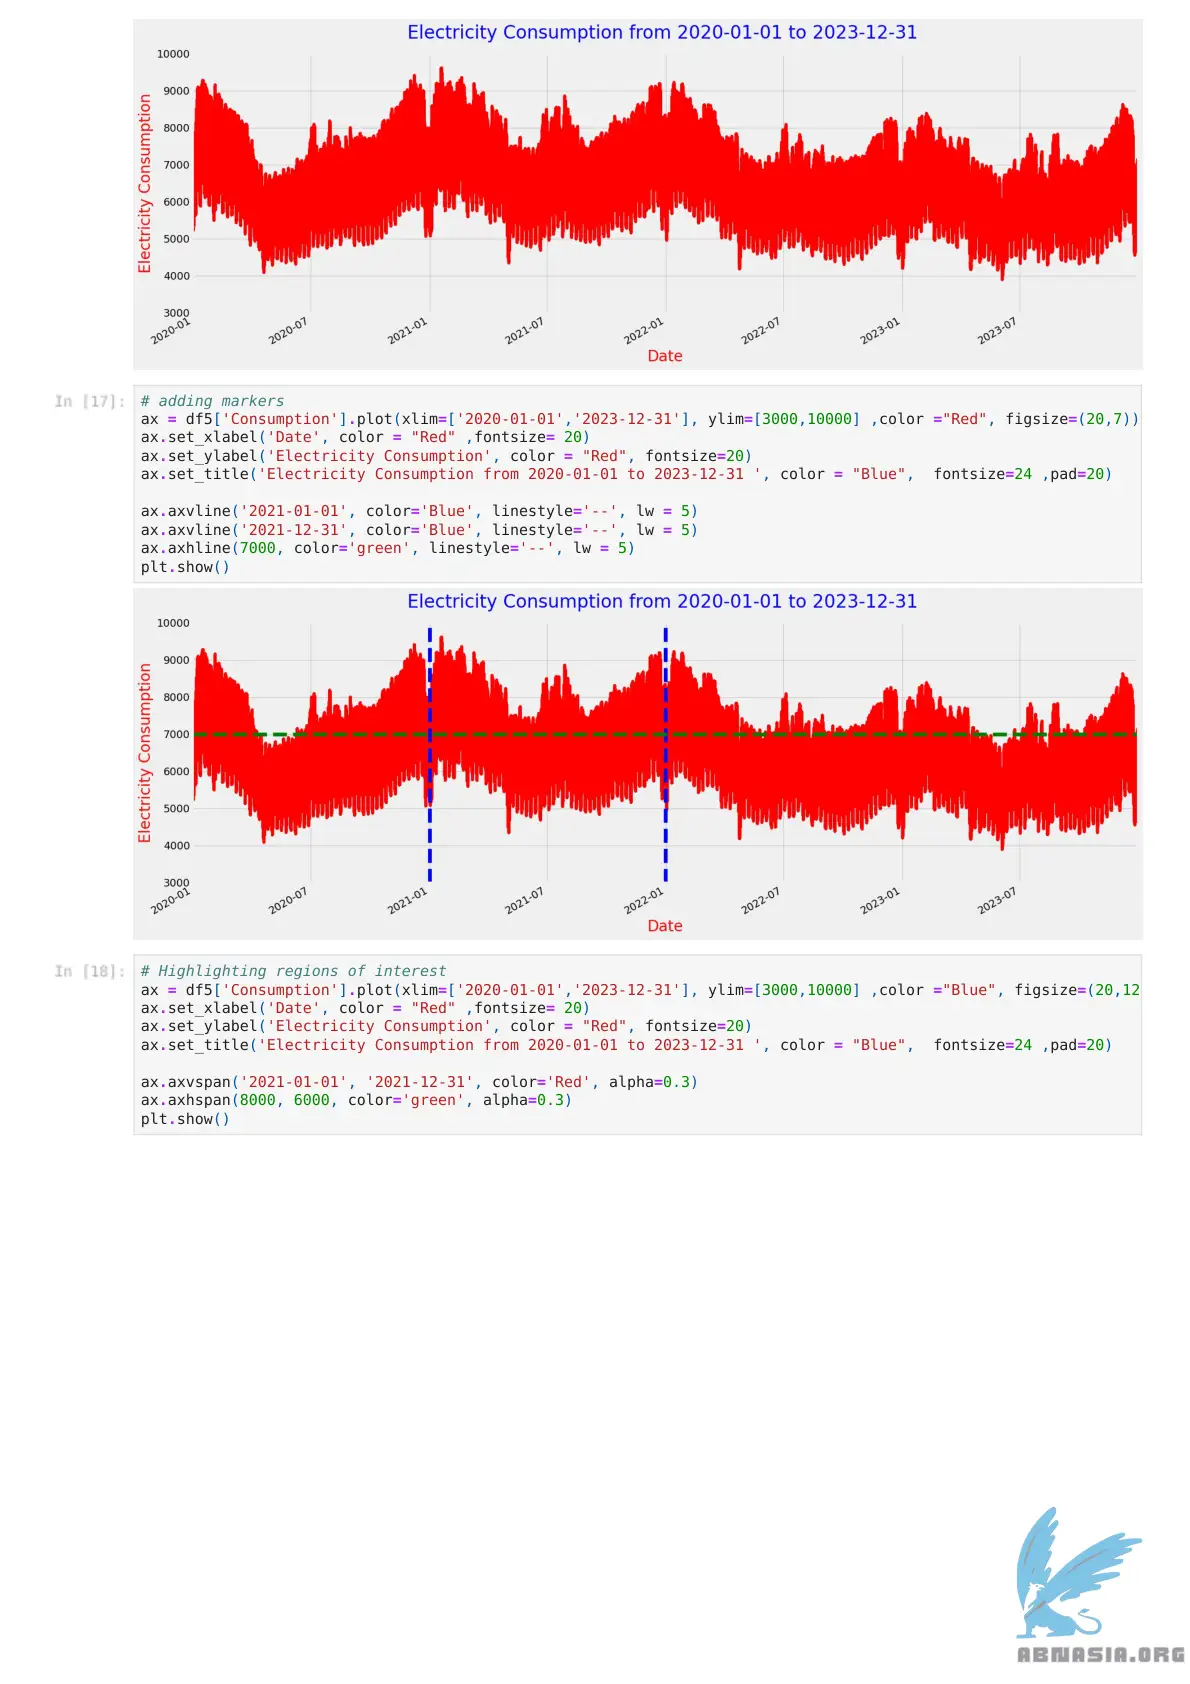 Electricity Consumption from 2020-01-01 to 2023-12-31
10000
9000
8000
7000
6000
5000
4000
3000
Electricity Consumption
2020-01
2020-07
2021-01
2021-07
2022-01
2022-07
2023-01
2023-07
Date
In [17]:
# adding markers
ax = df5['Consumption'].plot(xlim=['2020-01-01','2023-12-31'], ylim=[3000,10000] ,color ="Red", figsize=(20,7))
ax.set_xlabel('Date', color = "Red" ,fontsize= 20)
ax.set_ylabel('Electricity Consumption', color = "Red", fontsize=20)
ax.set_title('Electricity Consumption from 2020-01-01 to 2023-12-31 ', color = "Blue",  fontsize=24 ,pad=20)
ax.axvline('2021-01-01', color='Blue', linestyle='--', lw = 5)
ax.axvline('2021-12-31', color='Blue', linestyle='--', lw = 5)
ax.axhline(7000, color='green', linestyle='--', lw = 5)
plt.show()
Electricity Consumption from 2020-01-01 to 2023-12-31
10000
9000
8000
7000
6000
5000
4000
3000
Electricity Consumption
2020-01
2020-07
2021-01
2021-07
2022-01
2022-07
2023-01
2023-07
Date
In [18]:
# Highlighting regions of interest
ax = df5['Consumption'].plot(xlim=['2020-01-01','2023-12-31'], ylim=[3000,10000] ,color ="Blue", figsize=(20,12
ax.set_xlabel('Date', color = "Red" ,fontsize= 20)
ax.set_ylabel('Electricity Consumption', color = "Red", fontsize=20)
ax.set_title('Electricity Consumption from 2020-01-01 to 2023-12-31 ', color = "Blue",  fontsize=24 ,pad=20)
ax.axvspan('2021-01-01', '2021-12-31', color='Red', alpha=0.3)
ax.axhspan(8000, 6000, color='green', alpha=0.3)
plt.show()
ABNASIA.ORG